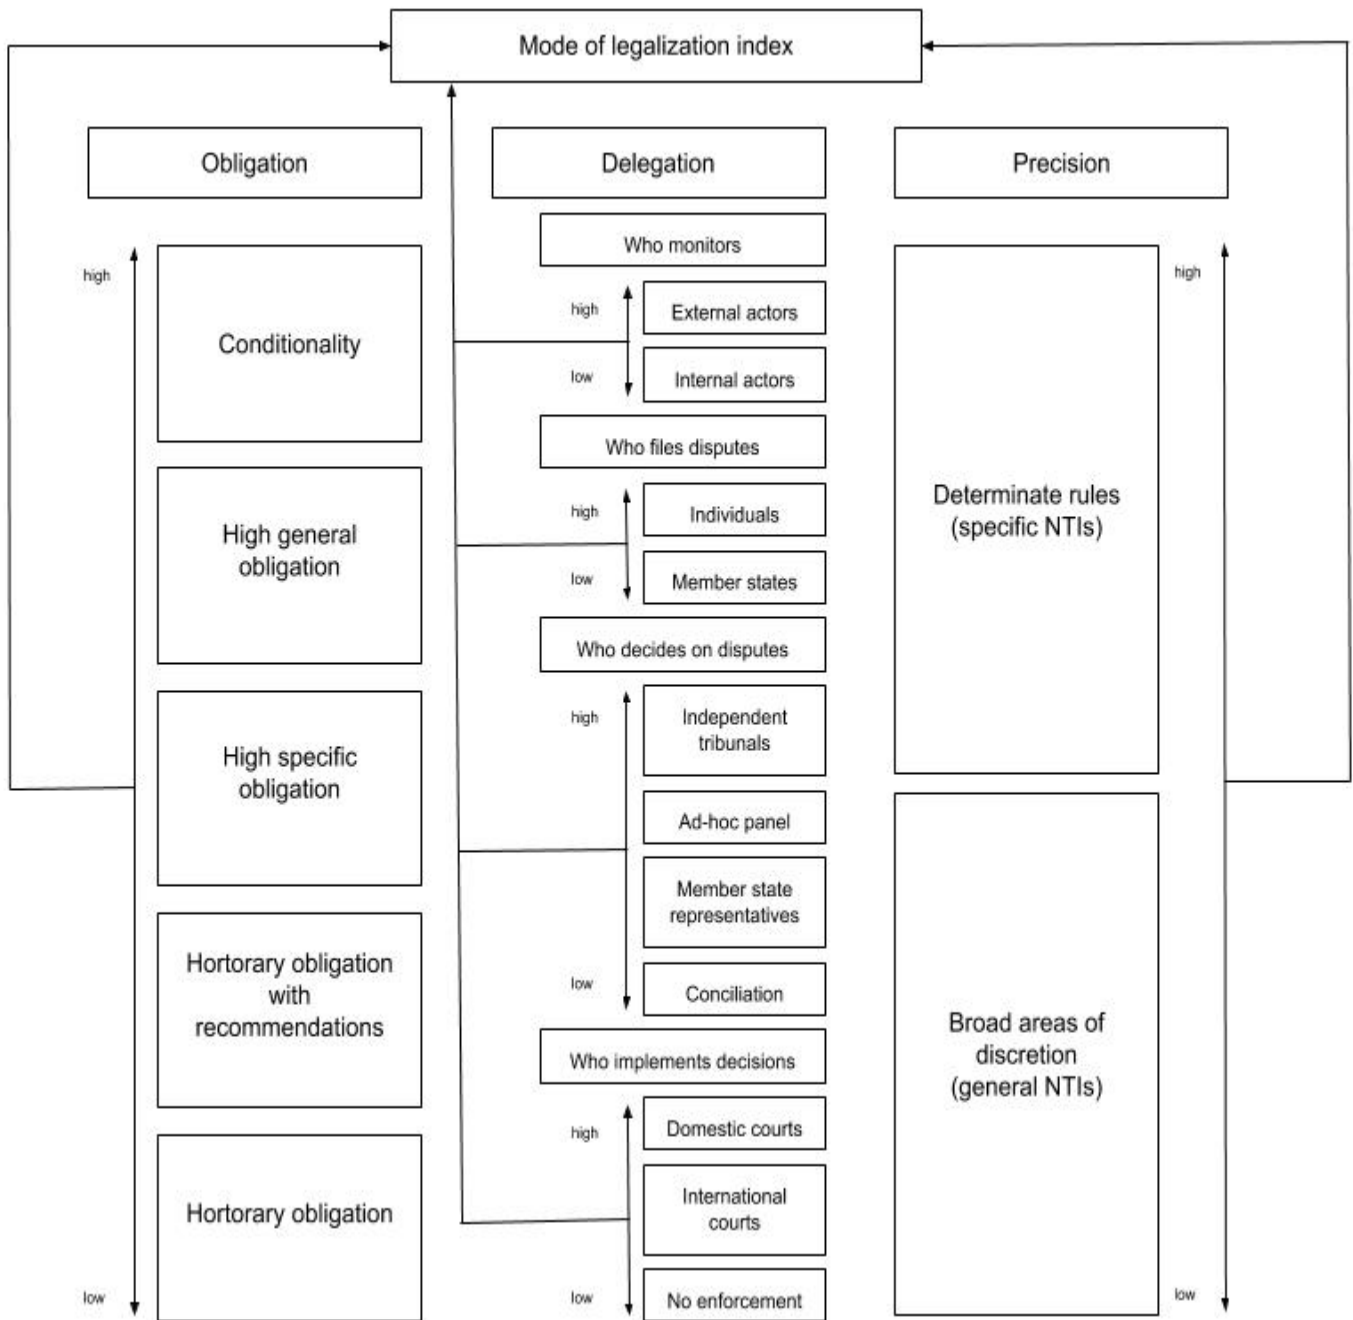 Mode of legalization index
Obligation
Delegation
Precision
high
Conditionality
High general
obligation
High specific
obligation
Hortorary obligation
with
recommendations
Hortorary obligation
low
Who monitors
high
External actors
low
Internal actors
Who files disputes
high
Individuals
low
Member states
Who decides on disputes
high
Independent
tribunals
Ad-hoc panel
Member state
representatives
low
Conciliation
Who implements decisions
high
Domestic courts
International
courts
low
No enforcement
high
Determinate rules
(specific NTIs)
Broad areas of
discretion
(general NTIs)
low